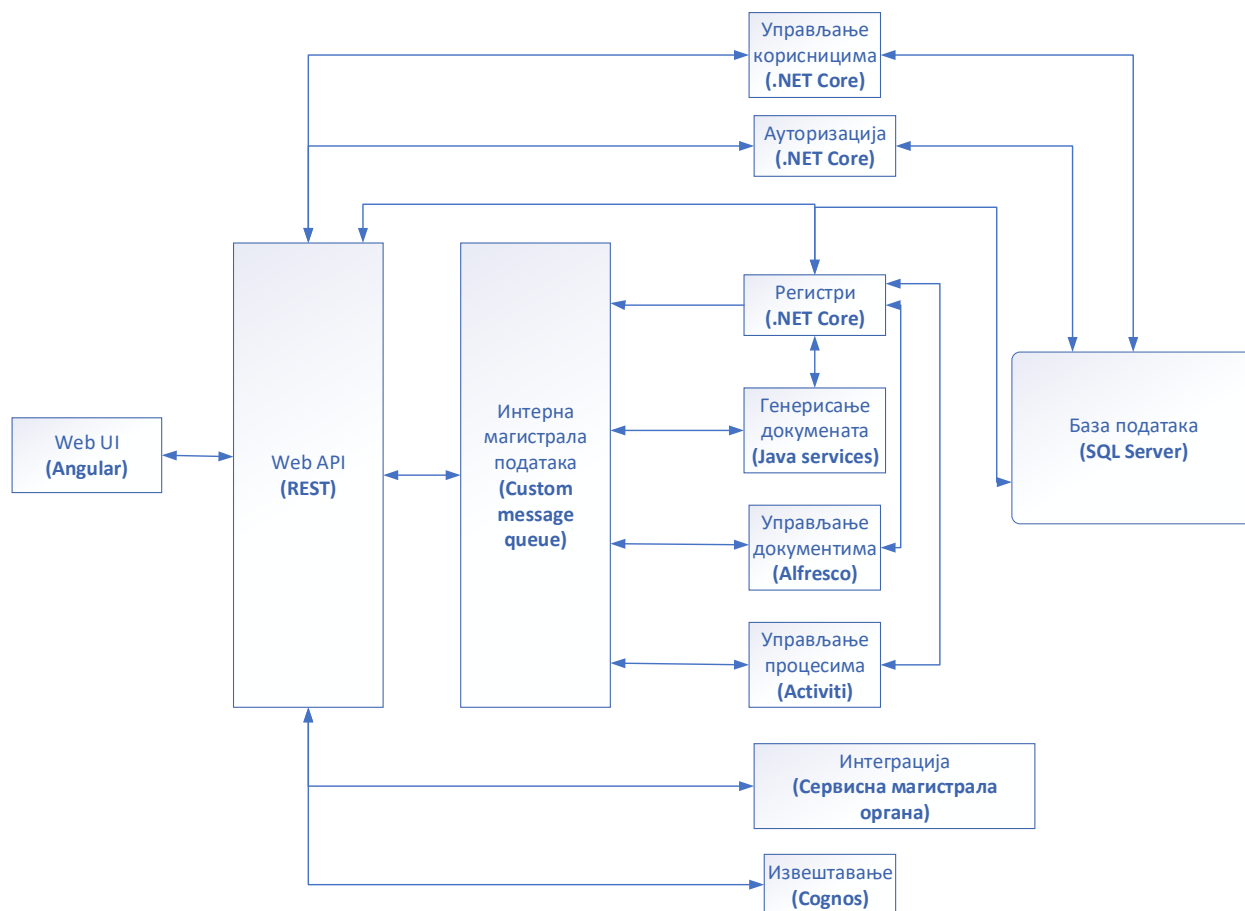 Управљање
корисницима
(.NET Core)
Ауторизација
(.NET Core)
Регистри
(.NET Core)
Генерисање
докумената
(Java services)
Управљање
документима
(Alfresco)
Управљање
процесима
(Activiti)
Web UI
(Angular)
Web API
(REST)
Интерна
магистрала
података
(Custom
message
queue)
База података
(SQL Server)
Интеграција
(Сервисна магистрала
органа)
Извештавање
(Cognos)